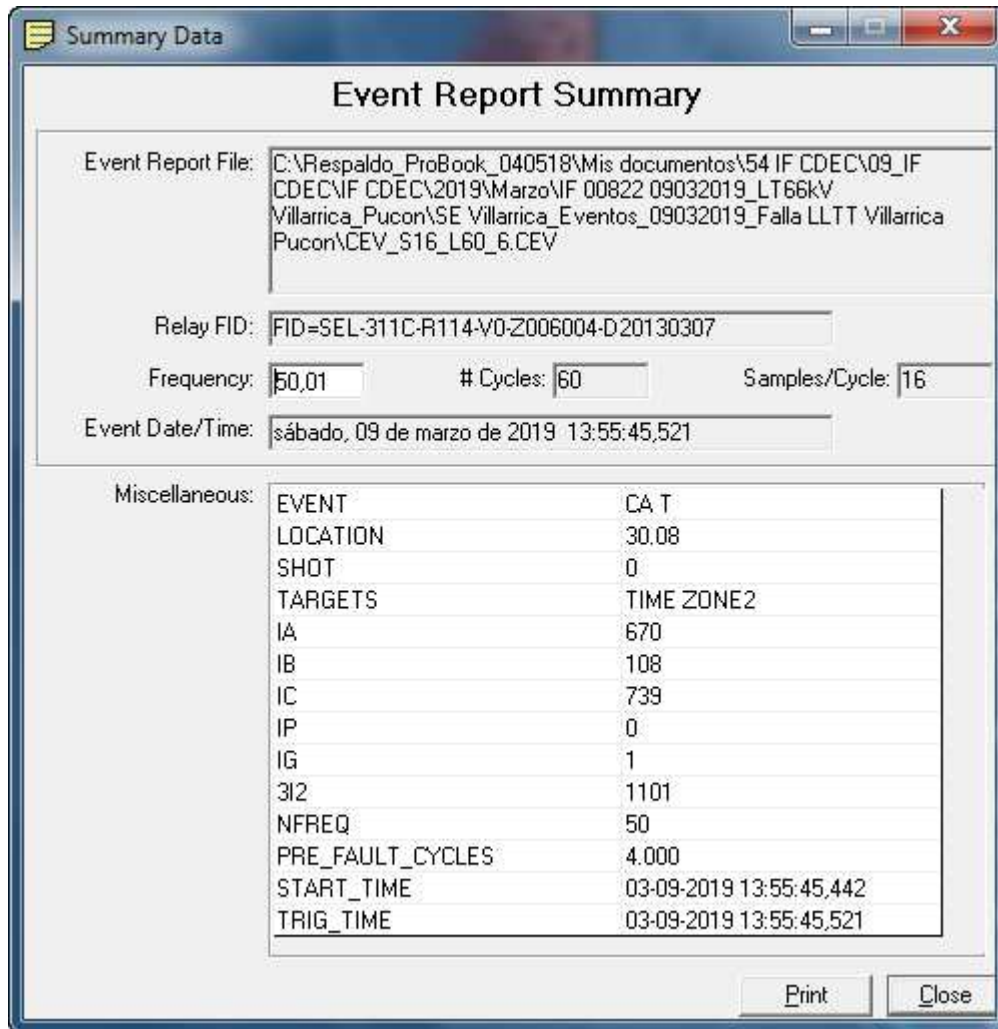 Summary Data
Event Report Summary
Event Report File: C:\Respaldo_ProBook_040518\Mis documentos\54 IF CDEC\09_IF
CDEC\IF CDEC\2019\Marzo\IF 00822 09032019_LT66kV
Villarrica_Pucon\SE Villarrica_Eventos_09032019_Falla LLTT Villarrica
Pucon\CEV_S16_L60_6.CEV
Relay FID: FID=SEL-311C-R114-V0-Z006004-D20130307
Frequency: 50,01 # Cycles: 60 Samples/Cycle: 16
Event Date/Time: sábado, 09 de marzo de 2019 13:55:45,521
Miscellaneous:
EVENT CA T
LOCATION 30.08
SHOT 0
TARGETS TIME ZONE2
IA 670
IB 108
IC 739
IP 0
IG 1
3I2 1101
NFREQ 50
PRE_FAULT_CYCLES 4.000
START_TIME 03-09-2019 13:55:45,442
TRIG_TIME 03-09-2019 13:55:45,521
Print Close